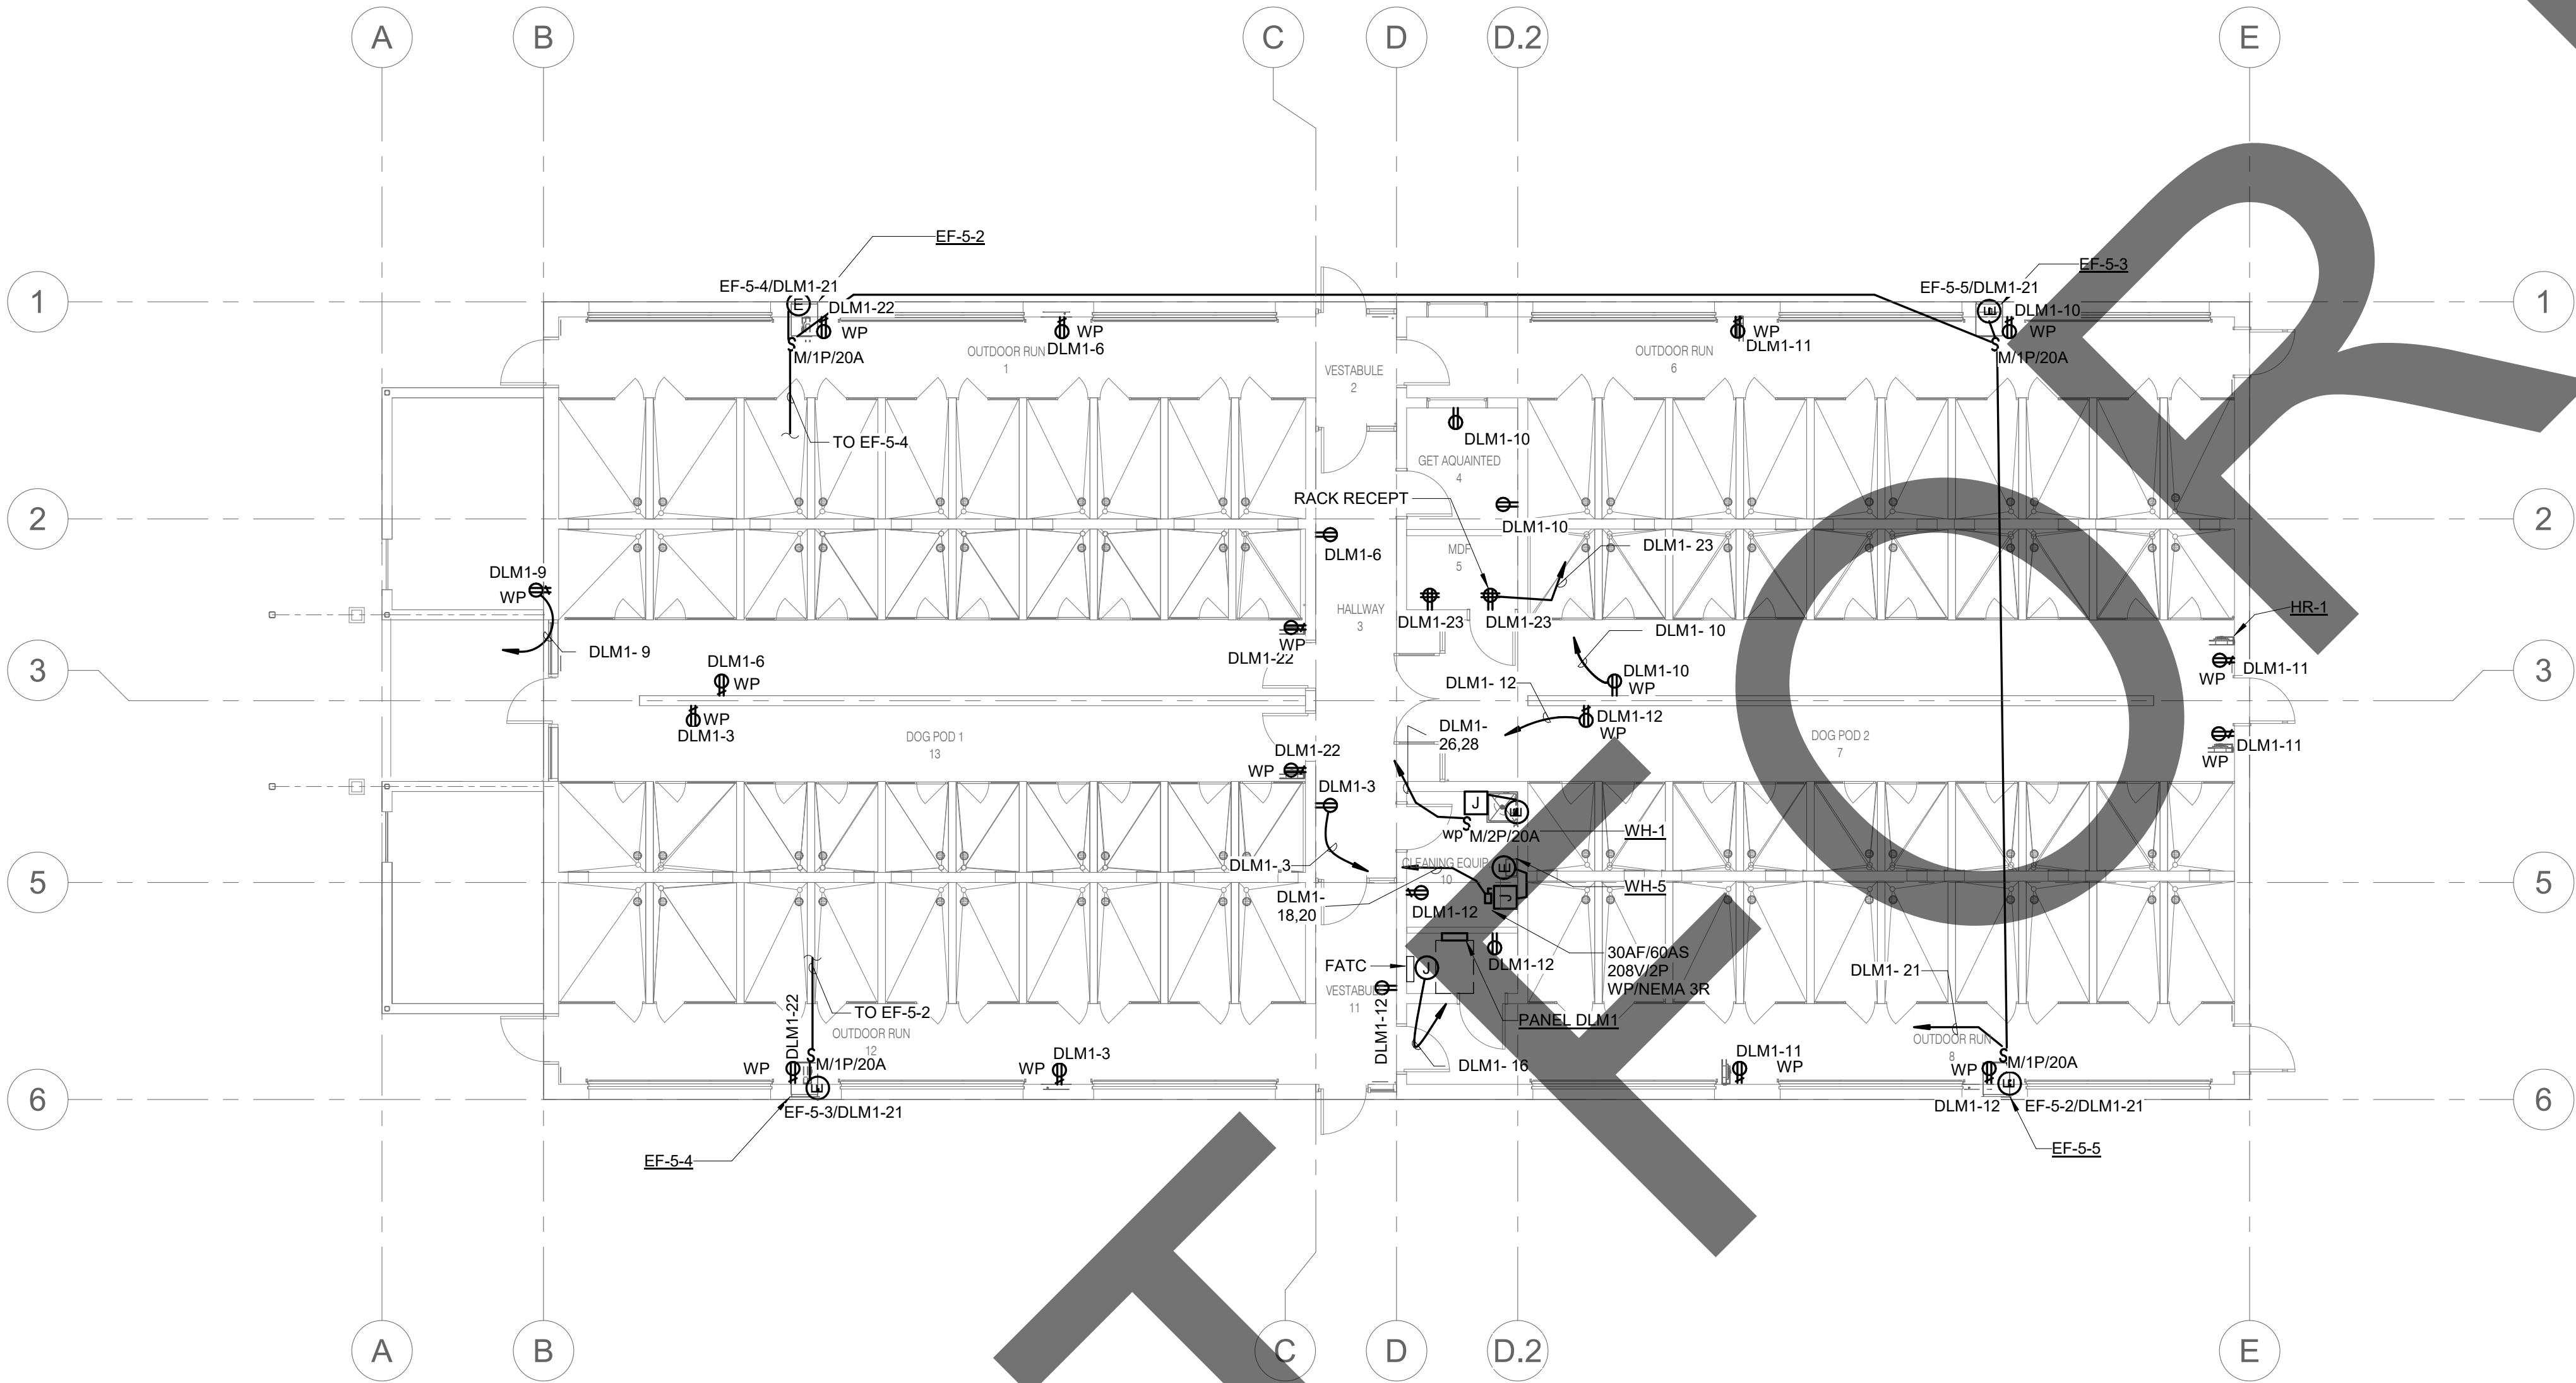 A
B
C
D
D.2
E
EF-5-2
EF-5-3
EF-5-4/DLM1-21
EF-5-5/DLM1-21
1
1
E
DLM1-22
WP
WP
DLM1-6
WP
DLM1-11
DLM1-10
WP
S
M/1P/20A
S
M/1P/20A
OUTDOOR RUN
1
VESTABULE
2
OUTDOOR RUN
6
TO EF-5-4
DLM1-10
GET AQUAINTED
4
RACK RECEPT
2
2
DLM1-10
DLM1-6
MDF
5
DLM1- 23
DLM1-9
WP
HALLWAY
3
DLM1-23
DLM1-23
HR-1
DLM1- 9
WP
DLM1-22
DLM1- 10
3
3
DLM1-6
WP
DLM1-10
WP
DLM1-11
WP
DLM1- 12
WP
DLM1-3
DLM1-12
WP
DLM1-
26,28
DOG POD 1
13
DOG POD 2
7
DLM1-11
WP
DLM1-22
WP
DLM1-3
J
S
wp
M/2P/20A
WH-1
DLM1- 3
CLEANING EQUIP
10
E
WH-5
5
5
DLM1-
18,20
J
DLM1-12
DLM1-12
30AF/60AS
208V/2P
WP/NEMA 3R
FATC
J
VESTABULE
11
DLM1-12
PANEL DLM1
DLM1- 21
TO EF-5-2
DLM1-22
OUTDOOR RUN
12
OUTDOOR RUN
8
S
M/1P/20A
WP
WP
DLM1-3
DLM1- 16
DLM1-11
WP
S
M/1P/20A
WP
6
6
EF-5-3/DLM1-21
DLM1-12
EF-5-2/DLM1-21
EF-5-4
EF-5-5
A
B
C
D
D.2
E